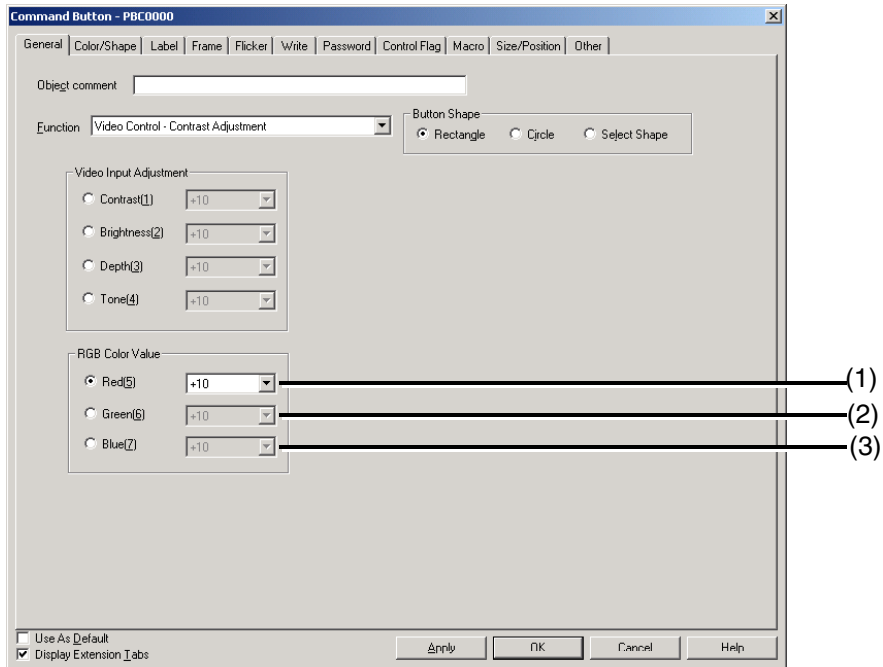 Command Button - PBC0000
General Color/Shape Label Frame Flicker Write Password Control Flag Macro Size/Position Other
Object comment
Function Video Control - Contrast Adjustment
Button Shape
Rectangle Circle Select Shape
Video Input Adjustment
Contrast(1) +10
Brightness(2) +10
Depth(3) +10
Tone(4) +10
RGB Color Value
Red(5) +10 (1)
Green(6) +10 (2)
Blue(7) +10 (3)
Use As Default
Display Extension Tabs
Apply OK Cancel Help